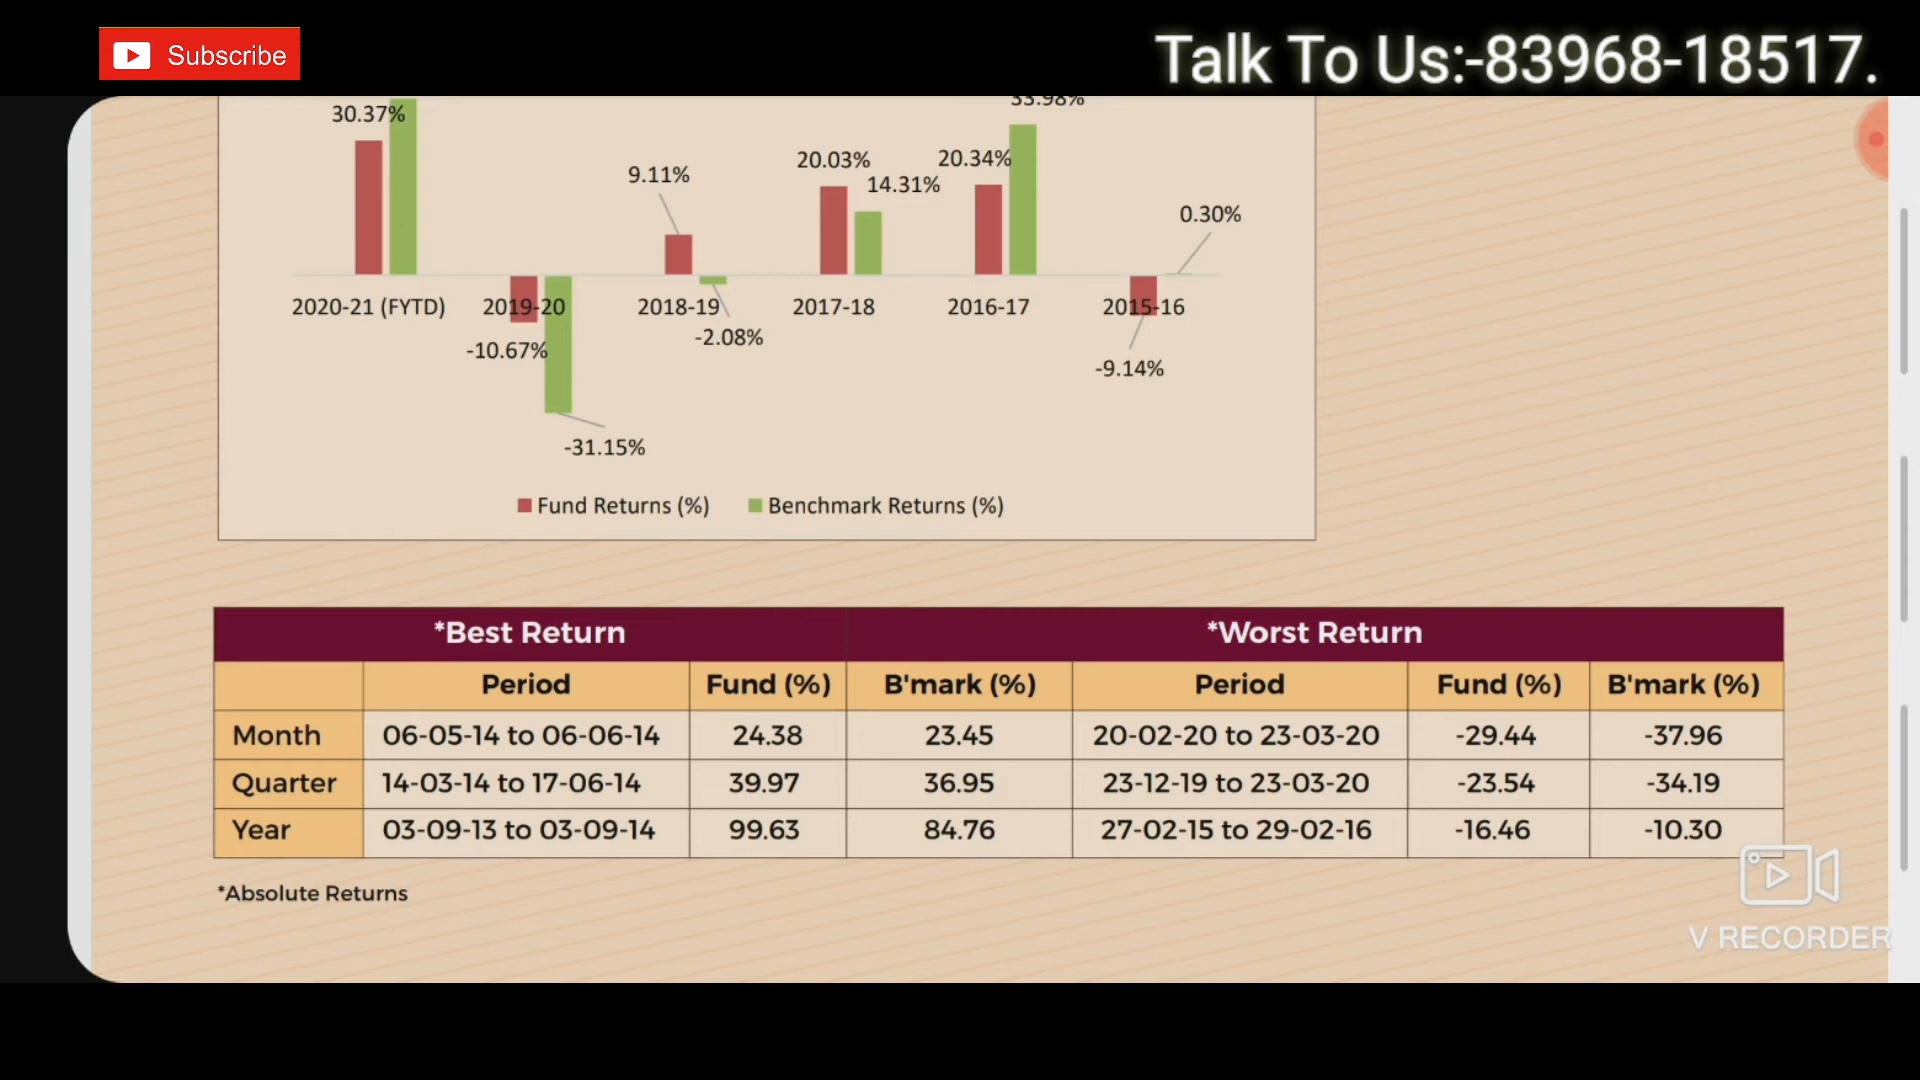 Subscribe
Talk To Us:-83968-18517.
33.98%
30.37%
20.03%
20.34%
9.11%
14.31%
0.30%
2020-21 (FYTD) 2019-20 2018-19 2017-18 2016-17 2015-16
-2.08%
-10.67%
-9.14%
-31.15%
Fund Returns (%) Benchmark Returns (%)
*Best Return *Worst Return
Period Fund (%) B'mark (%) Period Fund (%) B'mark (%)
Month 06-05-14 to 06-06-14 24.38 23.45 20-02-20 to 23-03-20 -29.44 -37.96
Quarter 14-03-14 to 17-06-14 39.97 36.95 23-12-19 to 23-03-20 -23.54 -34.19
Year 03-09-13 to 03-09-14 99.63 84.76 27-02-15 to 29-02-16 -16.46 -10.30
*Absolute Returns
V RECORDER